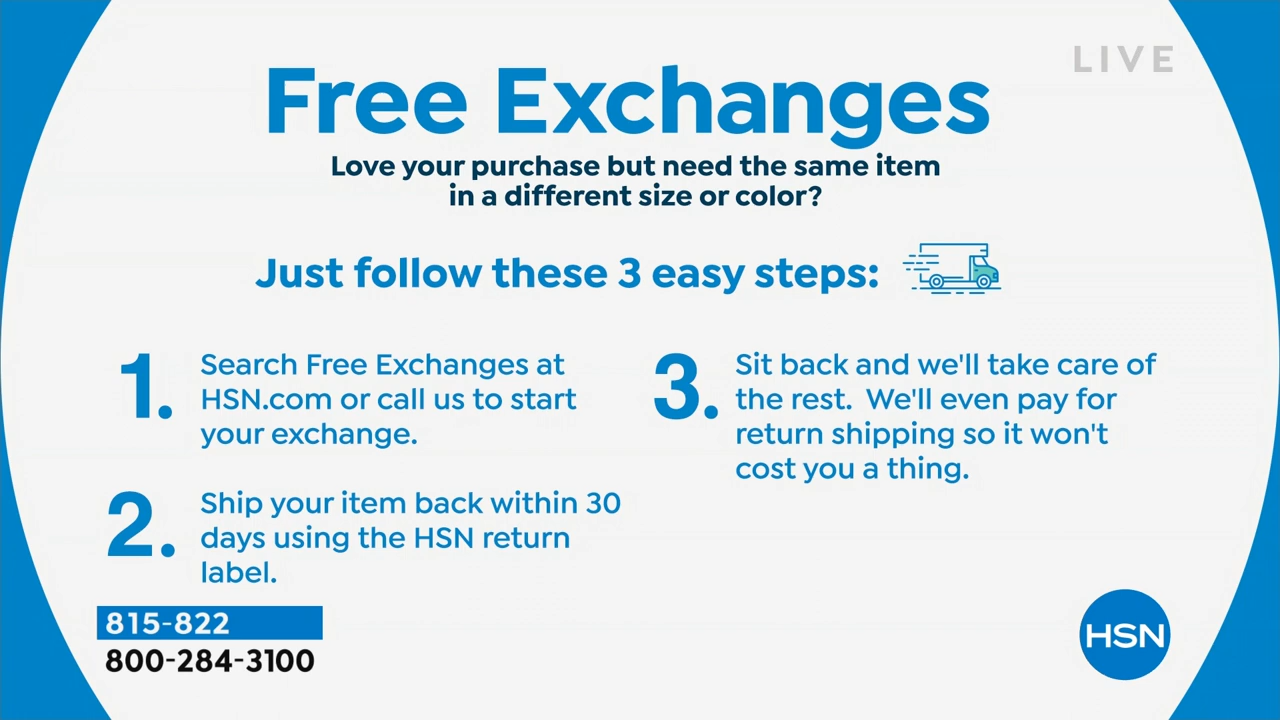 LIVE
Free Exchanges
Love your purchase but need the same item
in a different size or color?
Just follow these 3 easy steps:
1. Search Free Exchanges at
HSN.com or call us to start
your exchange.
2. Ship your item back within 30
days using the HSN return
label.
3. Sit back and we'll take care of
the rest.  We'll even pay for
return shipping so it won't
cost you a thing.
815-822
800-284-3100
HSN